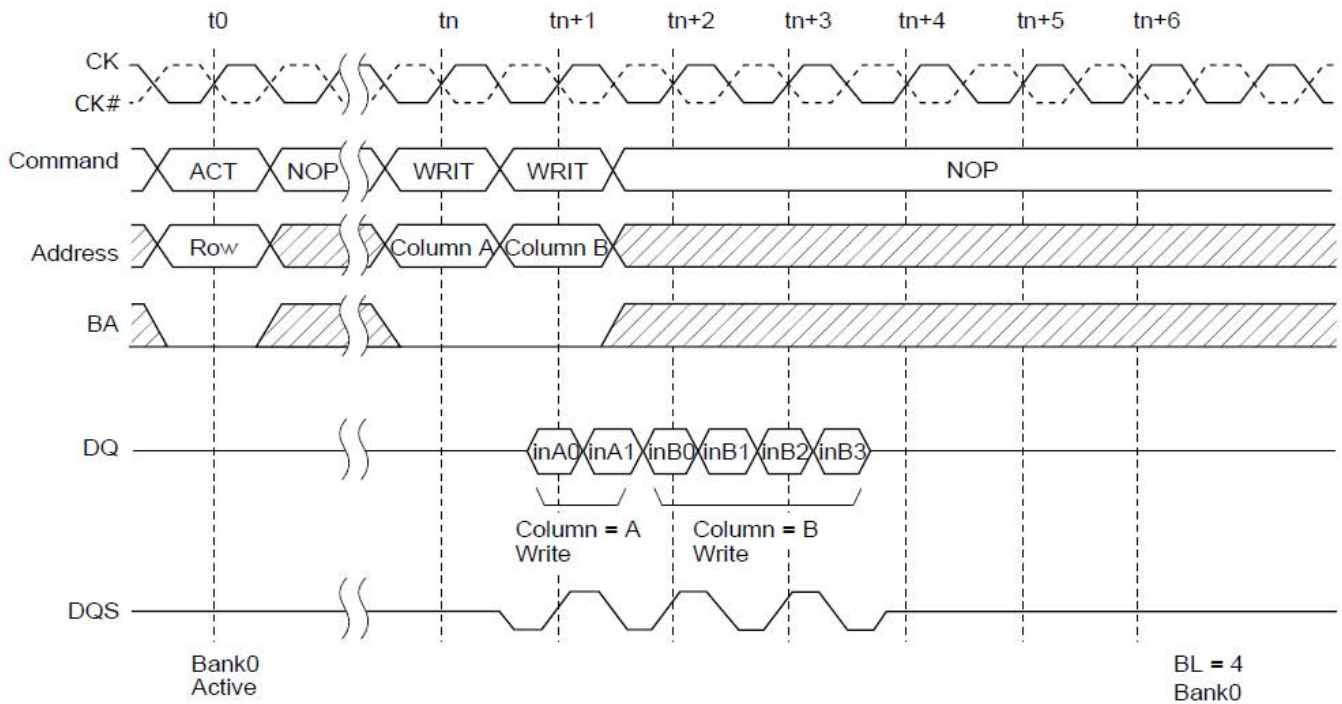 t0 tn tn+1 tn+2 tn+3 tn+4 tn+5 tn+6
CK
CK#
Command ACT NOP WRIT WRIT NOP
Address Row Column A Column B
BA
DQ inA0 inA1 inB0 inB1 inB2 inB3
Column = A Column = B
Write Write
DQS
Bank0 BL = 4
Active Bank0